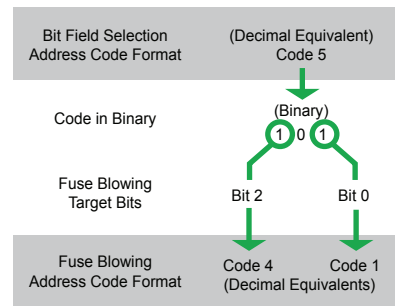 Bit Field Selection
Address Code Format
(Decimal Equivalent)
Code 5
Code in Binary
(Binary)
1 0 1
Fuse Blowing
Target Bits
Bit 2
Bit 0
Fuse Blowing
Address Code Format
Code 4
Code 1
(Decimal Equivalents)